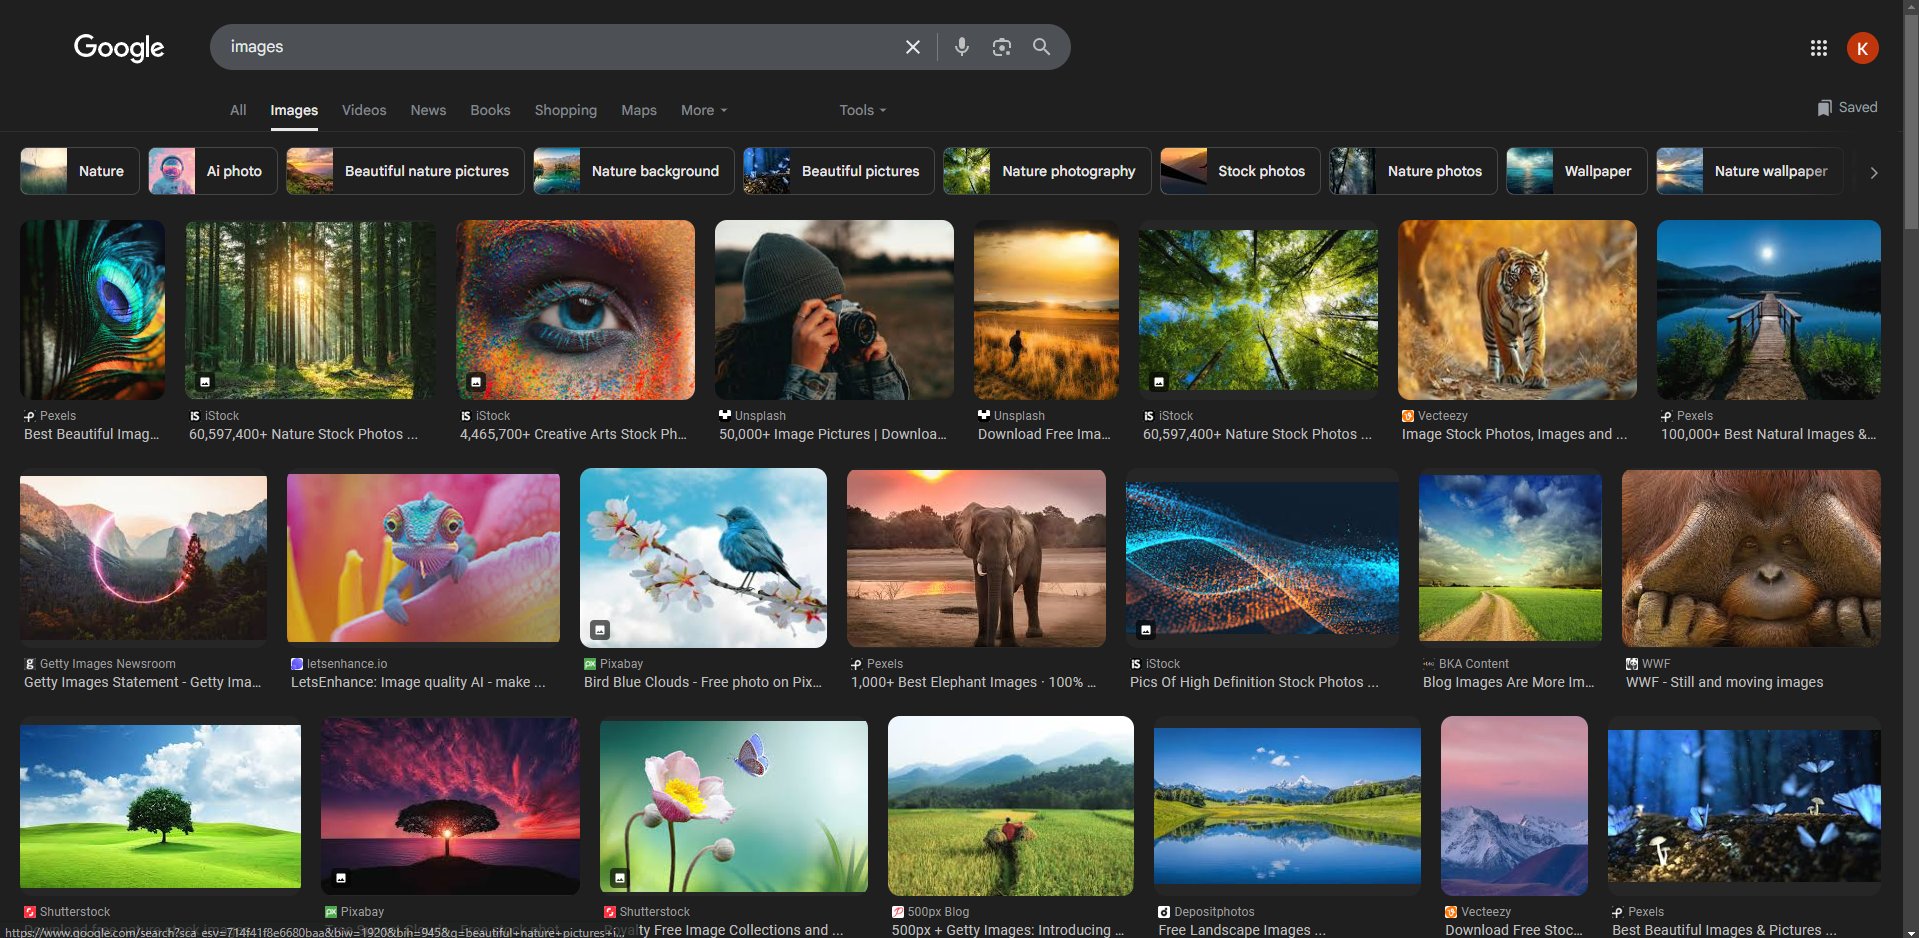 Google
images
K
All Images Videos News Books Shopping Maps More Tools
Saved
Nature Ai photo Beautiful nature pictures Nature background Beautiful pictures Nature photography Stock photos Nature photos Wallpaper Nature wallpaper
Pexels iS iStock iS iStock Unsplash Unsplash iS iStock Vecteezy Pexels
Best Beautiful Imag... 60,597,400+ Nature Stock Photos ... 4,465,700+ Creative Arts Stock Ph... 50,000+ Image Pictures | Downloa... Download Free Ima... 60,597,400+ Nature Stock Photos ... Image Stock Photos, Images and ... 100,000+ Best Natural Images &...
g Getty Images Newsroom letsenhance.io px Pixabay Pexels iS iStock BKA Content WWF
Getty Images Statement - Getty Ima... LetsEnhance: Image quality AI - make ... Bird Blue Clouds - Free photo on Pix... 1,000+ Best Elephant Images · 100% ... Pics Of High Definition Stock Photos ... Blog Images Are More Im... WWF - Still and moving images
Shutterstock px Pixabay Shutterstock 500px Blog Depositphotos Vecteezy Pexels
https://www.google.com/search?sca_esv=714f41f8e6680baa&biw=1920&bih=945&q=beautiful+nature+pictures+i... ty Free Image Collections and ... 500px + Getty Images: Introducing ... Free Landscape Images ... Download Free Stoc... Best Beautiful Images & Pictures ...